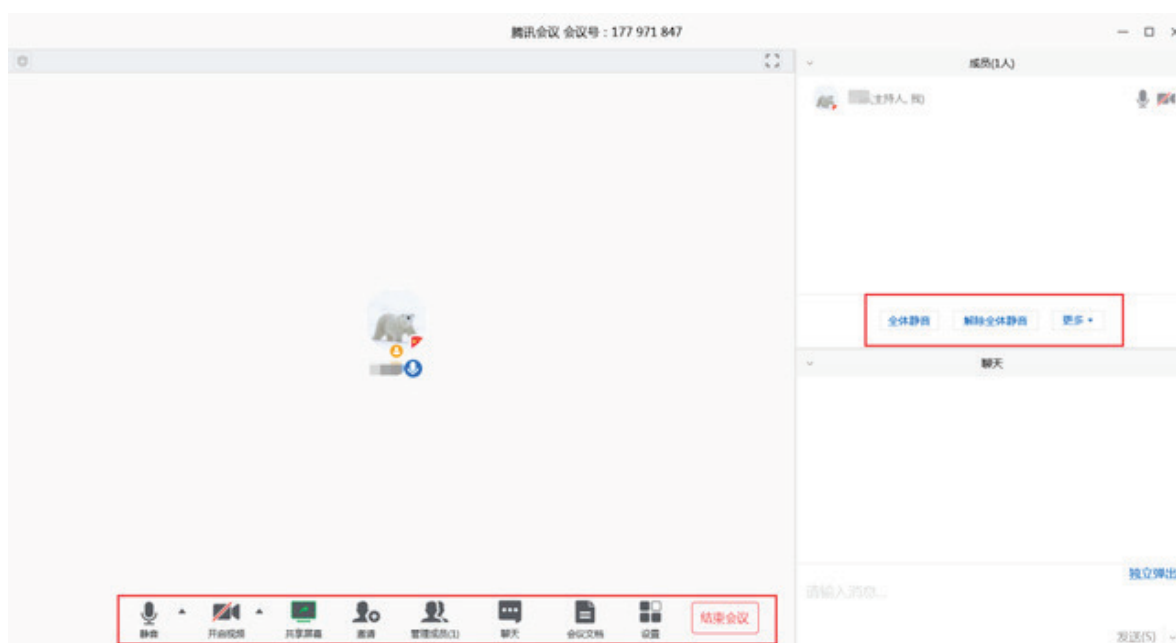 腾讯会议 会议号：177 971 847
成员(1人)
主持人, 我)
全体静音 解除全体静音 更多
聊天
独立弹出
请输入消息...
静音 开启视频 共享屏幕 邀请 管理成员(1) 聊天 会议文档 设置 结束会议
发送(S)